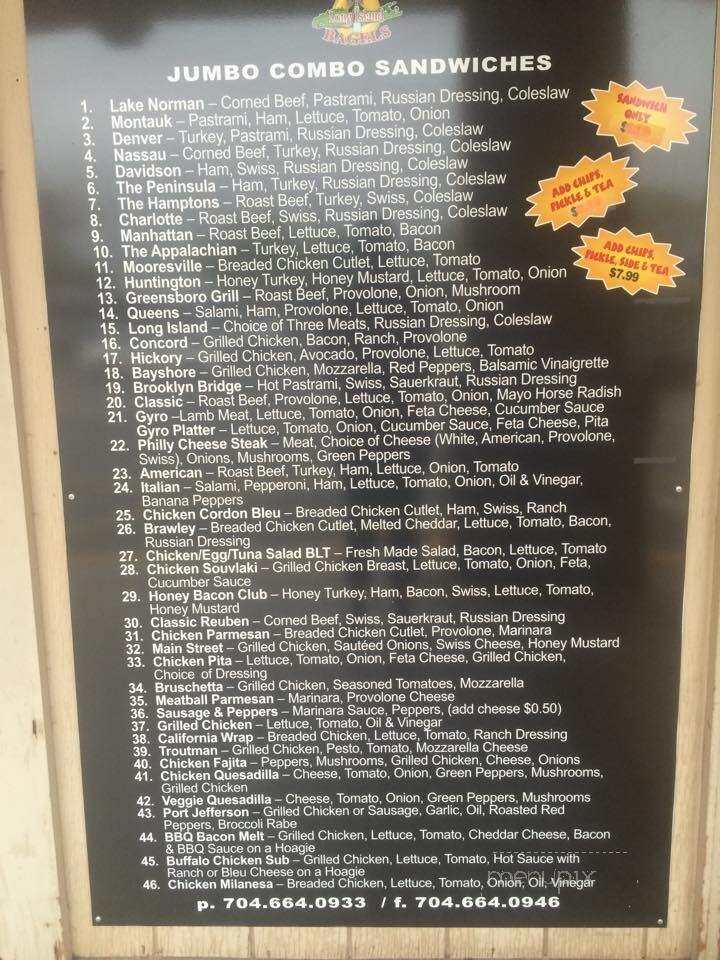 Long Island
BAGELS
JUMBO COMBO SANDWICHES
1. Lake Norman – Corned Beef, Pastrami, Russian Dressing, Coleslaw
2. Montauk – Pastrami, Ham, Lettuce, Tomato, Onion
3. Denver – Turkey, Pastrami, Russian Dressing, Coleslaw
4. Nassau – Corned Beef, Turkey, Russian Dressing, Coleslaw
5. Davidson – Ham, Swiss, Russian Dressing, Coleslaw
6. The Peninsula – Ham, Turkey, Russian Dressing, Coleslaw
7. The Hamptons – Roast Beef, Turkey, Swiss, Coleslaw
8. Charlotte – Roast Beef, Swiss, Russian Dressing, Coleslaw
9. Manhattan – Roast Beef, Lettuce, Tomato, Bacon
10. The Appalachian – Turkey, Lettuce, Tomato, Bacon
11. Mooresville – Breaded Chicken Cutlet, Lettuce, Tomato
12. Huntington – Honey Turkey, Honey Mustard, Lettuce, Tomato, Onion
13. Greensboro Grill – Roast Beef, Provolone, Onion, Mushroom
14. Queens – Salami, Ham, Provolone, Lettuce, Tomato, Onion
15. Long Island – Choice of Three Meats, Russian Dressing, Coleslaw
16. Concord – Grilled Chicken, Bacon, Ranch, Provolone
17. Hickory – Grilled Chicken, Avocado, Provolone, Lettuce, Tomato
18. Bayshore – Grilled Chicken, Mozzarella, Red Peppers, Balsamic Vinaigrette
19. Brooklyn Bridge – Hot Pastrami, Swiss, Sauerkraut, Russian Dressing
20. Classic – Roast Beef, Provolone, Lettuce, Tomato, Onion, Mayo Horse Radish
21. Gyro –Lamb Meat, Lettuce, Tomato, Onion, Feta Cheese, Cucumber Sauce
Gyro Platter – Lettuce, Tomato, Onion, Cucumber Sauce, Feta Cheese, Pita
22. Philly Cheese Steak – Meat, Choice of Cheese (White, American, Provolone,
Swiss), Onions, Mushrooms, Green Peppers
23. American – Roast Beef, Turkey, Ham, Lettuce, Onion, Tomato
24. Italian – Salami, Pepperoni, Ham, Lettuce, Tomato, Onion, Oil & Vinegar,
Banana Peppers
25. Chicken Cordon Bleu – Breaded Chicken Cutlet, Ham, Swiss, Ranch
26. Brawley – Breaded Chicken Cutlet, Melted Cheddar, Lettuce, Tomato, Bacon,
Russian Dressing
27. Chicken/Egg/Tuna Salad BLT – Fresh Made Salad, Bacon, Lettuce, Tomato
28. Chicken Souvlaki – Grilled Chicken Breast, Lettuce, Tomato, Onion, Feta,
Cucumber Sauce
29. Honey Bacon Club – Honey Turkey, Ham, Bacon, Swiss, Lettuce, Tomato,
Honey Mustard
30. Classic Reuben – Corned Beef, Swiss, Sauerkraut, Russian Dressing
31. Chicken Parmesan – Breaded Chicken Cutlet, Provolone, Marinara
32. Main Street – Grilled Chicken, Sautéed Onions, Swiss Cheese, Honey Mustard
33. Chicken Pita – Lettuce, Tomato, Onion, Feta Cheese, Grilled Chicken,
Choice of Dressing
34. Bruschetta – Grilled Chicken, Seasoned Tomatoes, Mozzarella
35. Meatball Parmesan – Marinara, Provolone Cheese
36. Sausage & Peppers – Marinara Sauce, Peppers, (add cheese $0.50)
37. Grilled Chicken – Lettuce, Tomato, Oil & Vinegar
38. California Wrap – Breaded Chicken, Lettuce, Tomato, Ranch Dressing
39. Troutman – Grilled Chicken, Pesto, Tomato, Mozzarella Cheese
40. Chicken Fajita – Peppers, Mushrooms, Grilled Chicken, Cheese, Onions
41. Chicken Quesadilla – Cheese, Tomato, Onion, Green Peppers, Mushrooms,
Grilled Chicken
42. Veggie Quesadilla – Cheese, Tomato, Onion, Green Peppers, Mushrooms
43. Port Jefferson – Grilled Chicken or Sausage, Garlic, Oil, Roasted Red
Peppers, Broccoli Rabe
44. BBQ Bacon Melt – Grilled Chicken, Lettuce, Tomato, Cheddar Cheese, Bacon
& BBQ Sauce on a Hoagie
45. Buffalo Chicken Sub – Grilled Chicken, Lettuce, Tomato, Hot Sauce with
Ranch or Bleu Cheese on a Hoagie
46. Chicken Milanesa – Breaded Chicken, Lettuce, Tomato, Onion, Oil, Vinegar
p. 704.664.0933 / f. 704.664.0946
SANDWICH
ONLY
$
ADD CHIPS,
PICKLE & TEA
$
ADD CHIPS,
PICKLE, SIDE & TEA
$7.99
menupix